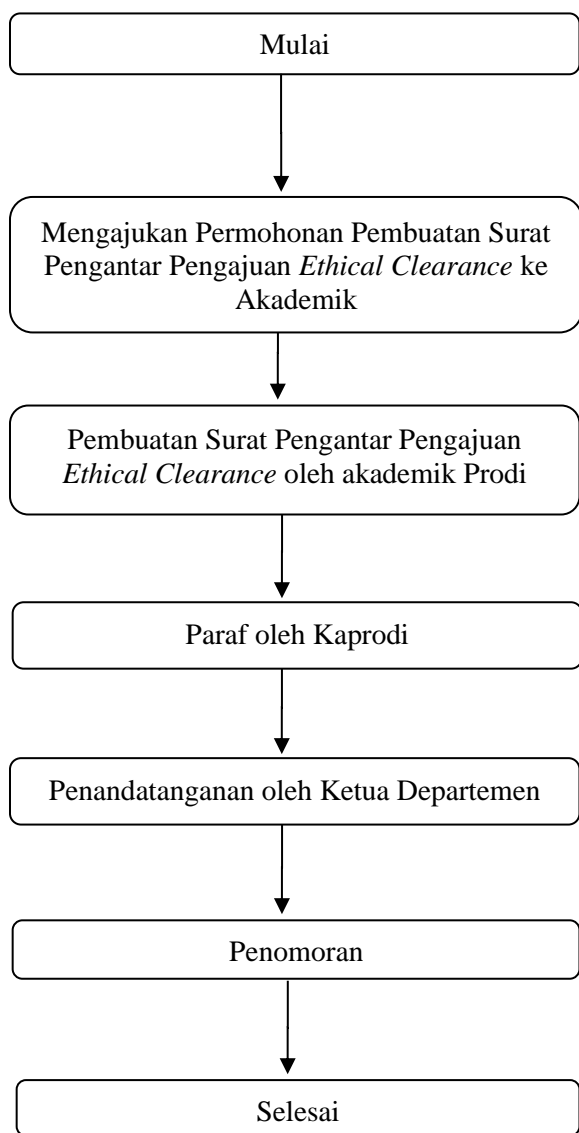 Mulai
Mengajukan Permohonan Pembuatan Surat
Pengantar Pengajuan Ethical Clearance ke
Akademik
Pembuatan Surat Pengantar Pengajuan
Ethical Clearance oleh akademik Prodi
Paraf oleh Kaprodi
Penandatanganan oleh Ketua Departemen
Penomoran
Selesai